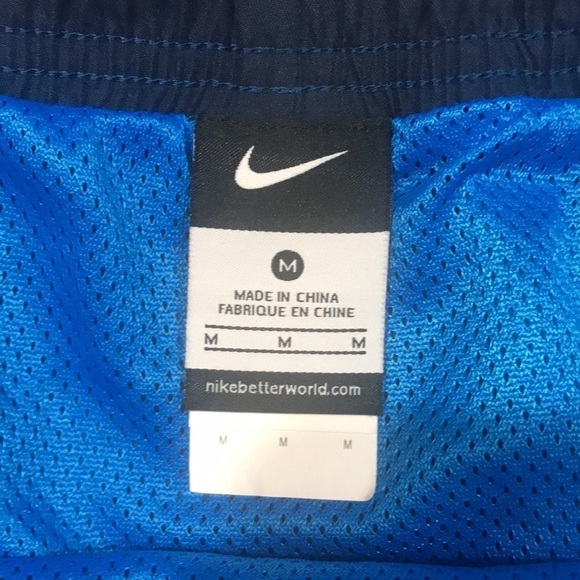 M
MADE IN CHINA
FABRIQUE EN CHINE
M M M
nikebetterworld.com
M M M